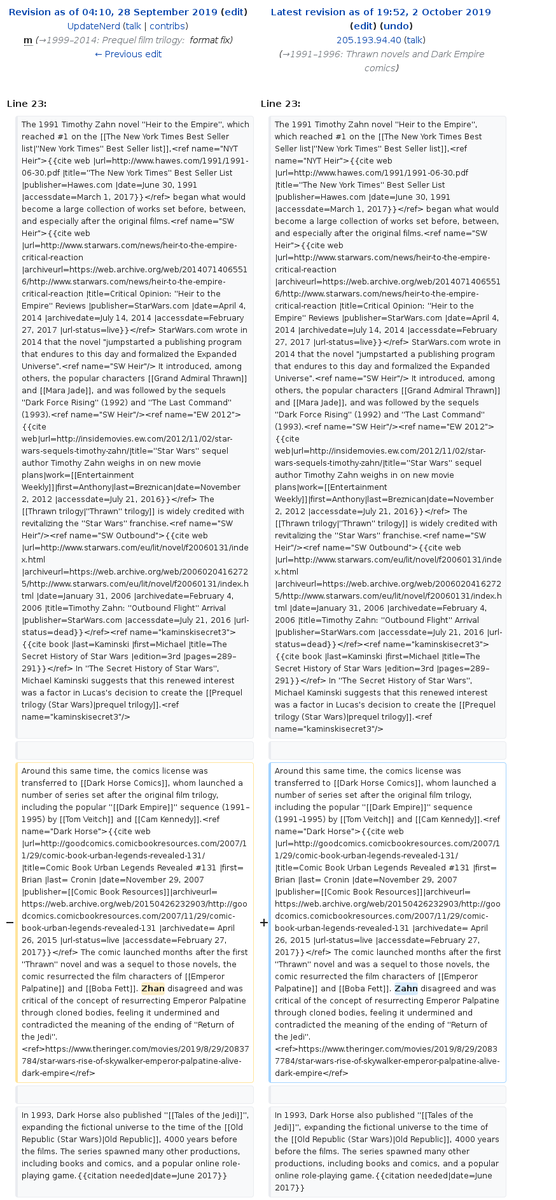 Revision as of 04:10, 28 September 2019 (edit)
UpdateNerd (talk | contribs)
m (→1999–2014: Prequel film trilogy: format fix)
← Previous edit
Latest revision as of 19:52, 2 October 2019
(edit) (undo)
205.193.94.40 (talk)
(→1991–1996: Thrawn novels and Dark Empire
comics)
Line 23:
The 1991 Timothy Zahn novel ''Heir to the Empire'', which
reached #1 on the [[The New York Times Best Seller
list|''New York Times'' Best Seller list]],<ref name="NYT
Heir">{{cite web |url=http://www.hawes.com/1991/1991-
06-30.pdf |title=''The New York Times'' Best Seller List
|publisher=Hawes.com |date=June 30, 1991
|accessdate=March 1, 2017}}</ref> began what would
become a large collection of works set before, between,
and especially after the original films.<ref name="SW
Heir">{{cite web
|url=http://www.starwars.com/news/heir-to-the-empire-
critical-reaction
|archiveurl=https://web.archive.org/web/2014071406551
6/http://www.starwars.com/news/heir-to-the-empire-
critical-reaction |title=Critical Opinion: ''Heir to the
Empire'' Reviews |publisher=StarWars.com |date=April 4,
2014 |archivedate=July 14, 2014 |accessdate=February
27, 2017 |url-status=live}}</ref> StarWars.com wrote in
2014 that the novel "jumpstarted a publishing program
that endures to this day and formalized the Expanded
Universe".<ref name="SW Heir"/> It introduced, among
others, the popular characters [[Grand Admiral Thrawn]]
and [[Mara Jade]], and was followed by the sequels
''Dark Force Rising'' (1992) and ''The Last Command''
(1993).<ref name="SW Heir"/><ref name="EW 2012">
{{cite
web|url=http://insidemovies.ew.com/2012/11/02/star-
wars-sequels-timothy-zahn/|title=''Star Wars'' sequel
author Timothy Zahn weighs in on new movie
plans|work=[[Entertainment
Weekly]]|first=Anthony|last=Breznican|date=November
2, 2012 |accessdate=July 21, 2016}}</ref> The
[[Thrawn trilogy|''Thrawn'' trilogy]] is widely credited with
revitalizing the ''Star Wars'' franchise.<ref name="SW
Heir"/><ref name="SW Outbound">{{cite web
|url=http://www.starwars.com/eu/lit/novel/f20060131/inde
x.html
|archiveurl=https://web.archive.org/web/2006020416272
5/http://www.starwars.com/eu/lit/novel/f20060131/index.h
tml |date=January 31, 2006 |archivedate=February 4,
2006 |title=Timothy Zahn: ''Outbound Flight'' Arrival
|publisher=StarWars.com |accessdate=July 21, 2016 |url-
status=dead}}</ref><ref name="kaminskisecret3">
{{cite book |last=Kaminski |first=Michael |title=The
Secret History of Star Wars |edition=3rd |pages=289–
291}}</ref> In ''The Secret History of Star Wars'',
Michael Kaminski suggests that this renewed interest
was a factor in Lucas's decision to create the [[Prequel
trilogy (Star Wars)|prequel trilogy]].<ref
name="kaminskisecret3"/>
−
Around this same time, the comics license was
transferred to [[Dark Horse Comics]], whom launched a
number of series set after the original film trilogy,
including the popular ''[[Dark Empire]]'' sequence (1991–
1995) by [[Tom Veitch]] and [[Cam Kennedy]].<ref
name="Dark Horse">{{cite web
|url=http://goodcomics.comicbookresources.com/2007/1
1/29/comic-book-urban-legends-revealed-131/
|title=Comic Book Urban Legends Revealed #131 |first=
Brian |last= Cronin |date=November 29, 2007
|publisher=[[Comic Book Resources]]|archiveurl=
https://web.archive.org/web/20150426232903/http://goo
dcomics.comicbookresources.com/2007/11/29/comic-
book-urban-legends-revealed-131 |archivedate= April
26, 2015 |url-status=live |accessdate=February 27,
2017}}</ref> The comic launched months after the first
''Thrawn'' novel and was a sequel to those novels, the
comic resurrected the film characters of [[Emperor
Palpatine]] and [[Boba Fett]]. Zhan disagreed and was
critical of the concept of resurrecting Emperor Palpatine
through cloned bodies, feeling it undermined and
contradicted the meaning of the ending of ''Return of
the Jedi''.
<ref>https://www.theringer.com/movies/2019/8/29/20837
784/star-wars-rise-of-skywalker-emperor-palpatine-alive-
dark-empire</ref>
In 1993, Dark Horse also published ''[[Tales of the Jedi]]'',
expanding the fictional universe to the time of the [[Old
Republic (Star Wars)|Old Republic]], 4000 years before
the films. The series spawned many other productions,
including books and comics, and a popular online role-
playing game.{{citation needed|date=June 2017}}
Line 23:
The 1991 Timothy Zahn novel ''Heir to the Empire'',
which reached #1 on the [[The New York Times Best
Seller list|''New York Times'' Best Seller list]],<ref
name="NYT Heir">{{cite web
|url=http://www.hawes.com/1991/1991-06-30.pdf
|title=''The New York Times'' Best Seller List
|publisher=Hawes.com |date=June 30, 1991
|accessdate=March 1, 2017}}</ref> began what would
become a large collection of works set before, between,
and especially after the original films.<ref name="SW
Heir">{{cite web
|url=http://www.starwars.com/news/heir-to-the-empire-
critical-reaction
|archiveurl=https://web.archive.org/web/201407140655
16/http://www.starwars.com/news/heir-to-the-empire-
critical-reaction |title=Critical Opinion: ''Heir to the
Empire'' Reviews |publisher=StarWars.com |date=April 4,
2014 |archivedate=July 14, 2014 |accessdate=February
27, 2017 |url-status=live}}</ref> StarWars.com wrote in
2014 that the novel "jumpstarted a publishing program
that endures to this day and formalized the Expanded
Universe".<ref name="SW Heir"/> It introduced, among
others, the popular characters [[Grand Admiral Thrawn]]
and [[Mara Jade]], and was followed by the sequels
''Dark Force Rising'' (1992) and ''The Last Command''
(1993).<ref name="SW Heir"/><ref name="EW 2012">
{{cite
web|url=http://insidemovies.ew.com/2012/11/02/star-
wars-sequels-timothy-zahn/|title=''Star Wars'' sequel
author Timothy Zahn weighs in on new movie
plans|work=[[Entertainment
Weekly]]|first=Anthony|last=Breznican|date=November
2, 2012 |accessdate=July 21, 2016}}</ref> The
[[Thrawn trilogy|''Thrawn'' trilogy]] is widely credited with
revitalizing the ''Star Wars'' franchise.<ref name="SW
Heir"/><ref name="SW Outbound">{{cite web
|url=http://www.starwars.com/eu/lit/novel/f20060131/inde
x.html
|archiveurl=https://web.archive.org/web/200602041627
25/http://www.starwars.com/eu/lit/novel/f20060131/index
.html |date=January 31, 2006 |archivedate=February 4,
2006 |title=Timothy Zahn: ''Outbound Flight'' Arrival
|publisher=StarWars.com |accessdate=July 21, 2016 |url-
status=dead}}</ref><ref name="kaminskisecret3">
{{cite book |last=Kaminski |first=Michael |title=The
Secret History of Star Wars |edition=3rd |pages=289–
291}}</ref> In ''The Secret History of Star Wars'',
Michael Kaminski suggests that this renewed interest
was a factor in Lucas's decision to create the [[Prequel
trilogy (Star Wars)|prequel trilogy]].<ref
name="kaminskisecret3"/>
+
Around this same time, the comics license was
transferred to [[Dark Horse Comics]], whom launched a
number of series set after the original film trilogy,
including the popular ''[[Dark Empire]]'' sequence
(1991–1995) by [[Tom Veitch]] and [[Cam Kennedy]].
<ref name="Dark Horse">{{cite web
|url=http://goodcomics.comicbookresources.com/2007/1
1/29/comic-book-urban-legends-revealed-131/
|title=Comic Book Urban Legends Revealed #131 |first=
Brian |last= Cronin |date=November 29, 2007
|publisher=[[Comic Book Resources]]|archiveurl=
https://web.archive.org/web/20150426232903/http://goo
dcomics.comicbookresources.com/2007/11/29/comic-
book-urban-legends-revealed-131 |archivedate= April
26, 2015 |url-status=live |accessdate=February 27,
2017}}</ref> The comic launched months after the first
''Thrawn'' novel and was a sequel to those novels, the
comic resurrected the film characters of [[Emperor
Palpatine]] and [[Boba Fett]]. Zahn disagreed and was
critical of the concept of resurrecting Emperor Palpatine
through cloned bodies, feeling it undermined and
contradicted the meaning of the ending of ''Return of
the Jedi''.
<ref>https://www.theringer.com/movies/2019/8/29/2083
7784/star-wars-rise-of-skywalker-emperor-palpatine-
alive-dark-empire</ref>
In 1993, Dark Horse also published ''[[Tales of the
Jedi]]'', expanding the fictional universe to the time of
the [[Old Republic (Star Wars)|Old Republic]], 4000 years
before the films. The series spawned many other
productions, including books and comics, and a popular
online role-playing game.{{citation needed|date=June
2017}}